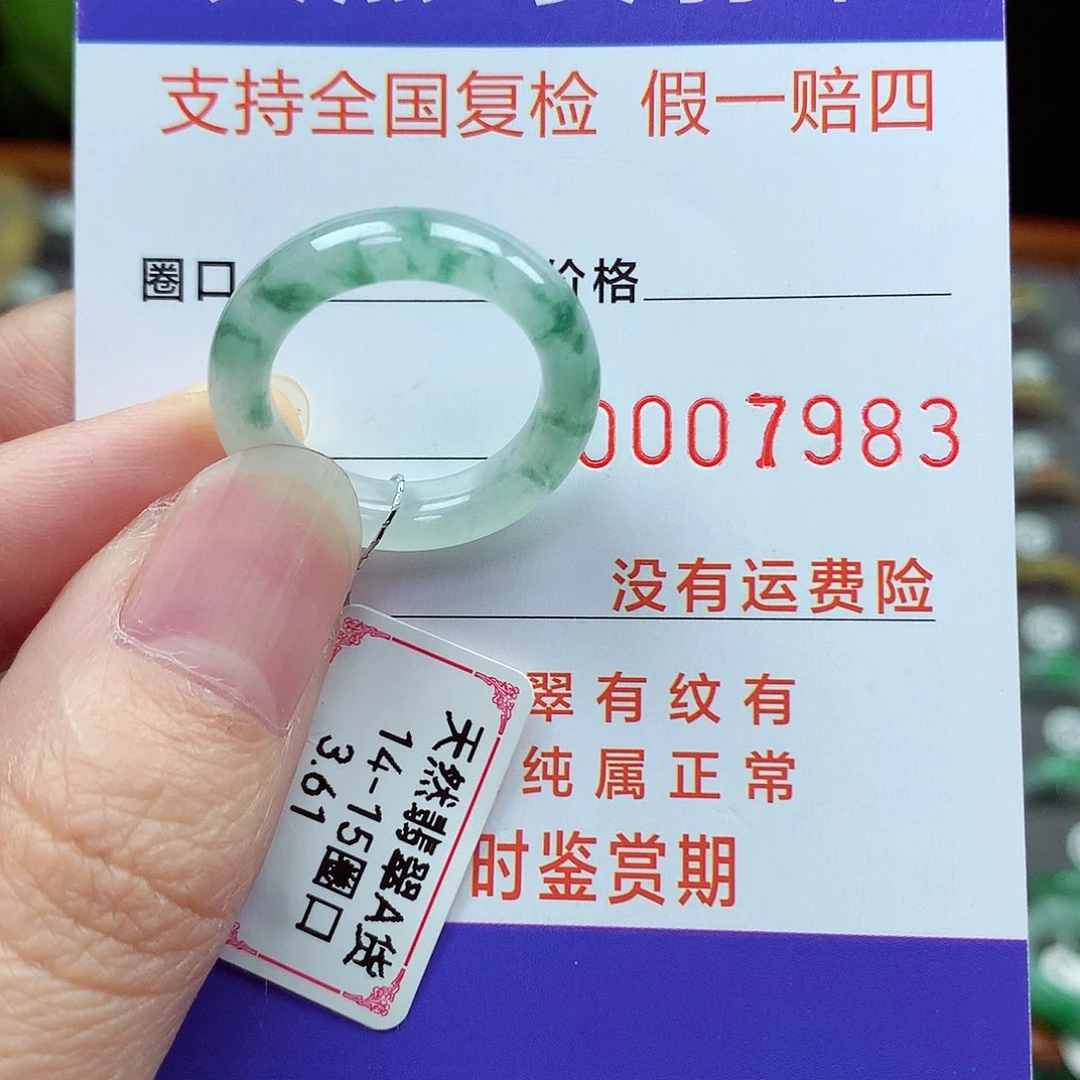 支持全国复检 假一赔四
圈口 价格
0007983
没有运费险
翠有纹有
纯属正常
时鉴赏期
天然翡翠A货
14-15圈口
3.61